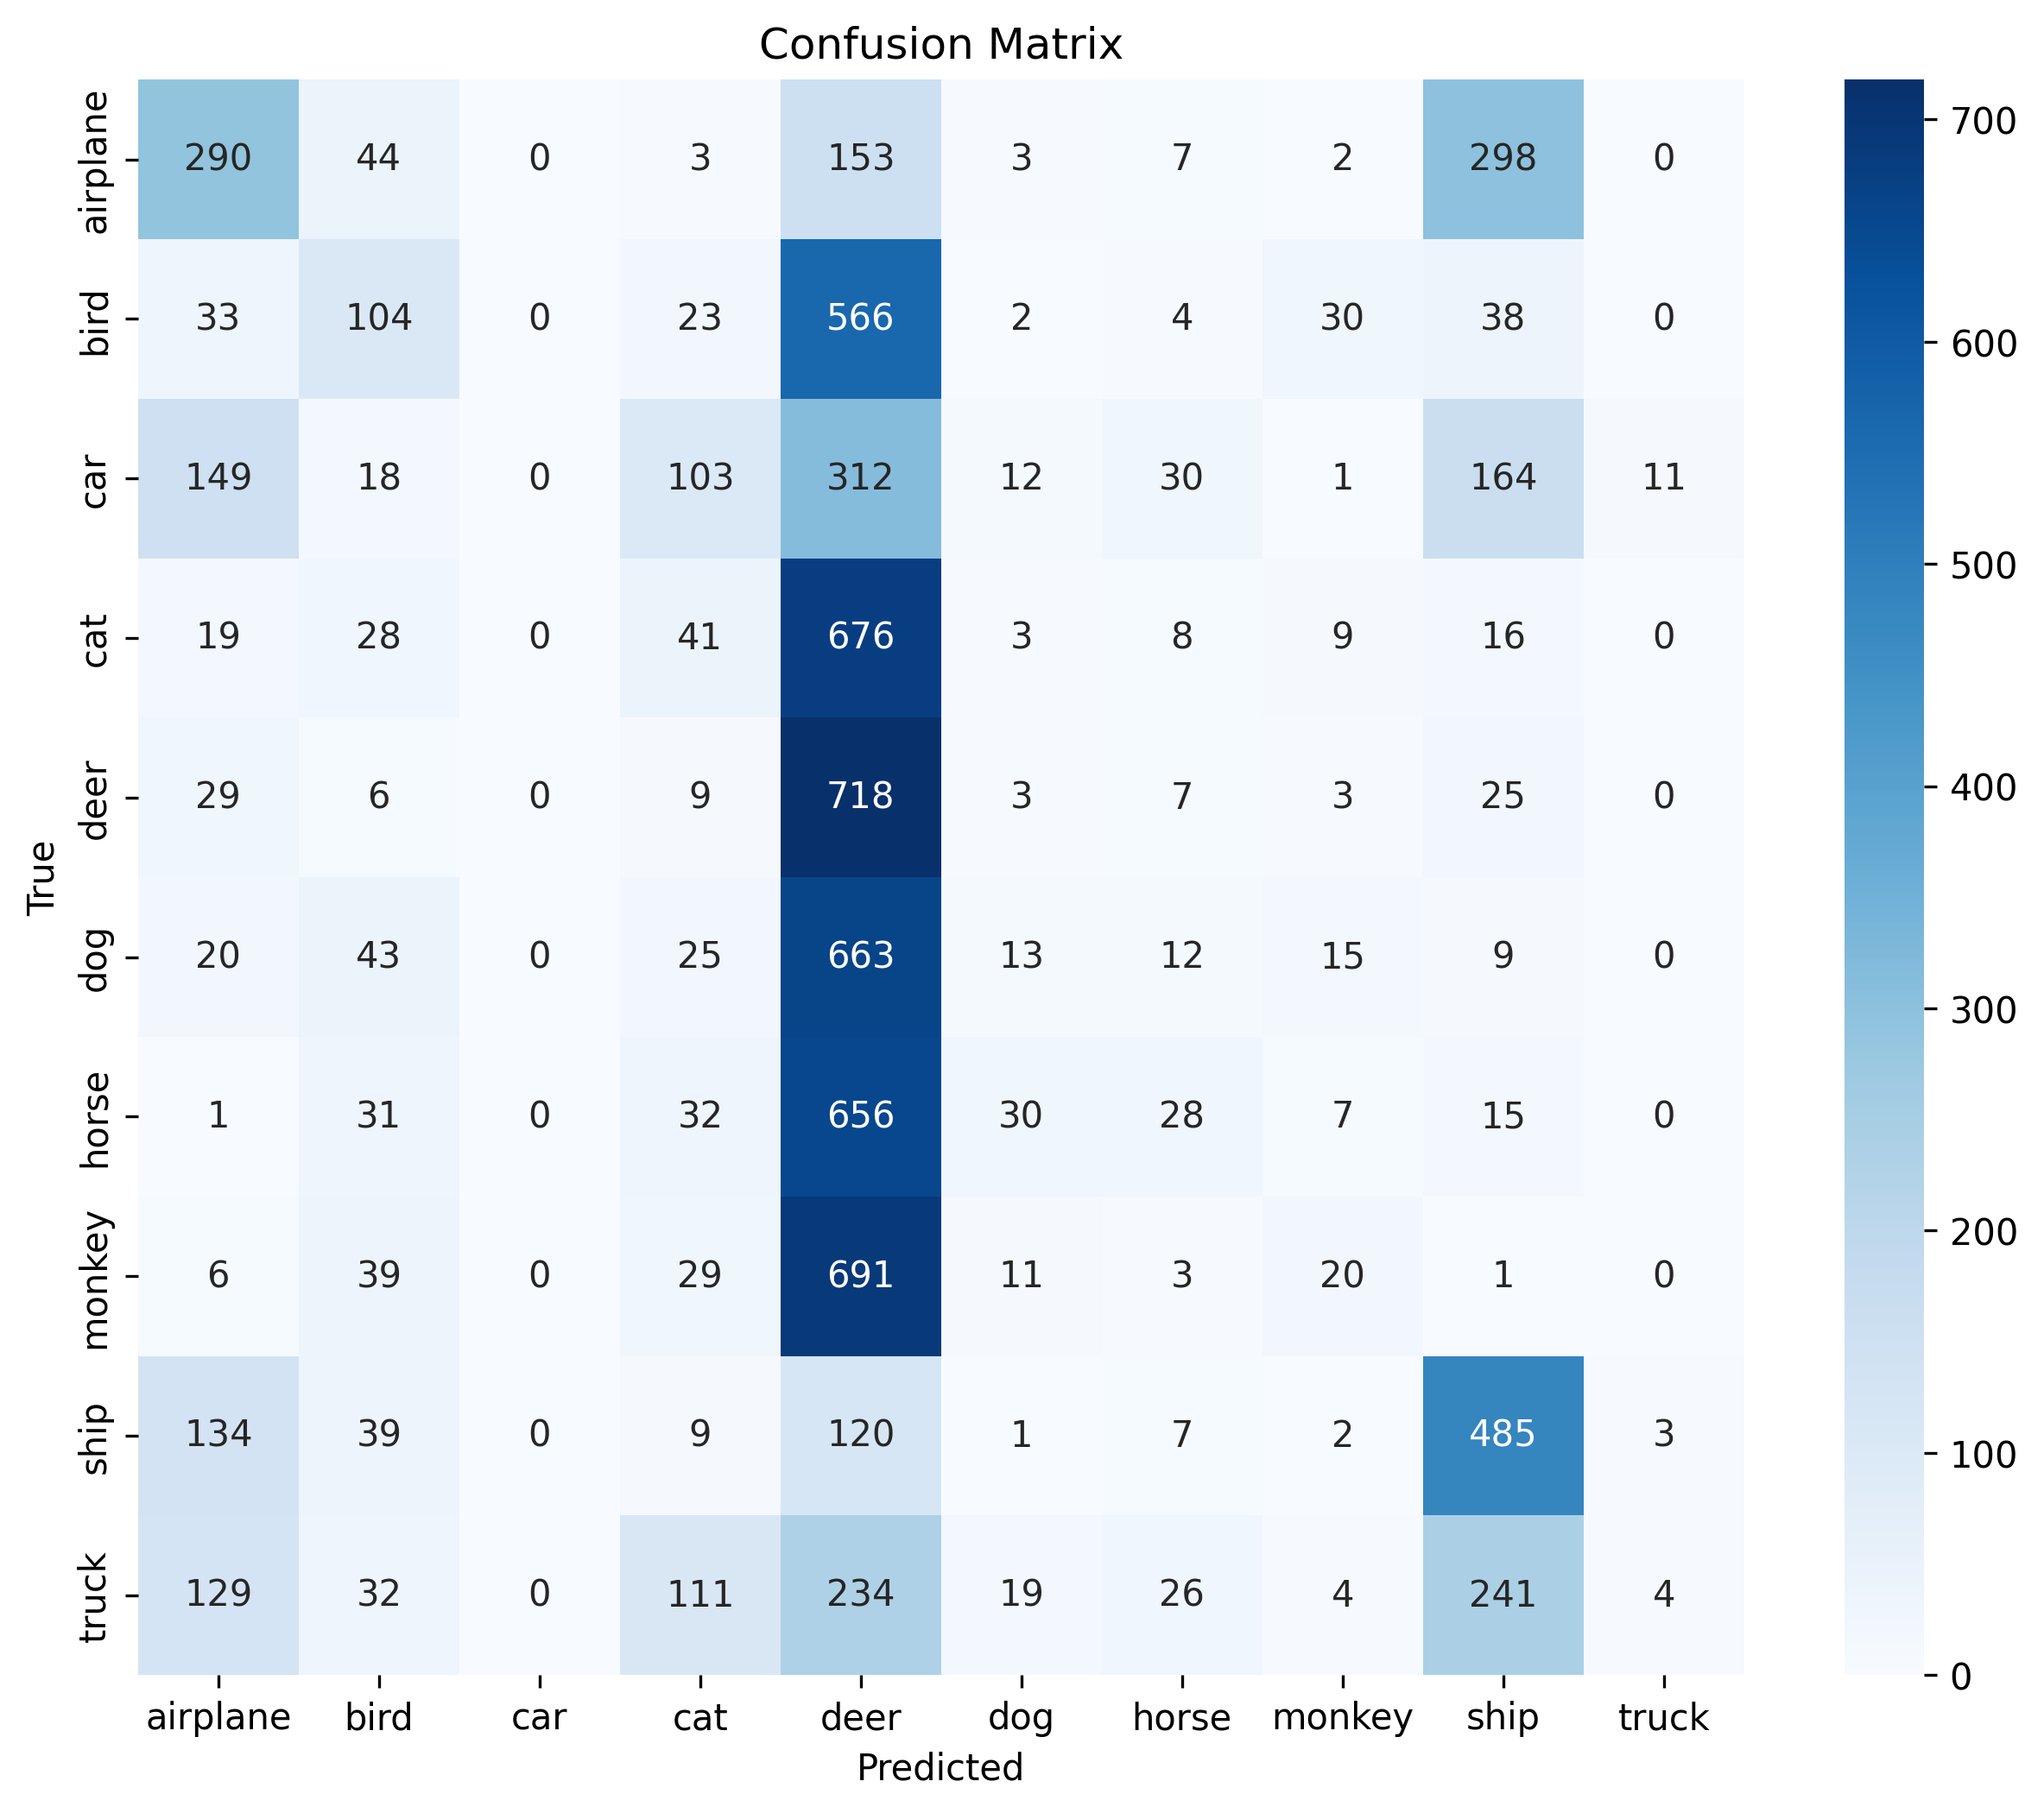 Confusion Matrix
airplane 290 44 0 3 153 3 7 2 298 0
bird 33 104 0 23 566 2 4 30 38 0
car 149 18 0 103 312 12 30 1 164 11
cat 19 28 0 41 676 3 8 9 16 0
deer 29 6 0 9 718 3 7 3 25 0
dog 20 43 0 25 663 13 12 15 9 0
horse 1 31 0 32 656 30 28 7 15 0
monkey 6 39 0 29 691 11 3 20 1 0
ship 134 39 0 9 120 1 7 2 485 3
truck 129 32 0 111 234 19 26 4 241 4
True
airplane bird car cat deer dog horse monkey ship truck
Predicted
700
600
500
400
300
200
100
0